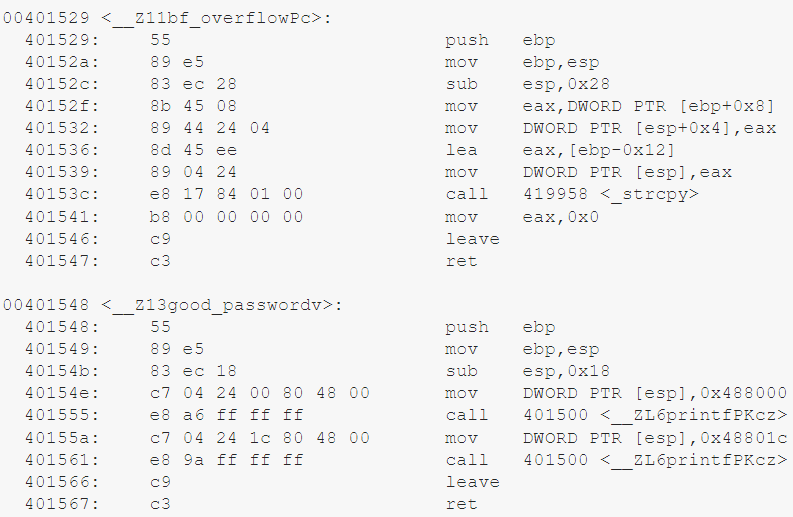 00401529 <__Z11bf_overflowPc>:
401529: 55 push ebp
40152a: 89 e5 mov ebp,esp
40152c: 83 ec 28 sub esp,0x28
40152f: 8b 45 08 mov eax,DWORD PTR [ebp+0x8]
401532: 89 44 24 04 mov DWORD PTR [esp+0x4],eax
401536: 8d 45 ee lea eax,[ebp-0x12]
401539: 89 04 24 mov DWORD PTR [esp],eax
40153c: e8 17 84 01 00 call 419958 <_strcpy>
401541: b8 00 00 00 00 mov eax,0x0
401546: c9 leave
401547: c3 ret
00401548 <__Z13good_passwordv>:
401548: 55 push ebp
401549: 89 e5 mov ebp,esp
40154b: 83 ec 18 sub esp,0x18
40154e: c7 04 24 00 80 48 00 mov DWORD PTR [esp],0x488000
401555: e8 a6 ff ff ff call 401500 <__ZL6printfPKcz>
40155a: c7 04 24 1c 80 48 00 mov DWORD PTR [esp],0x48801c
401561: e8 9a ff ff ff call 401500 <__ZL6printfPKcz>
401566: c9 leave
401567: c3 ret